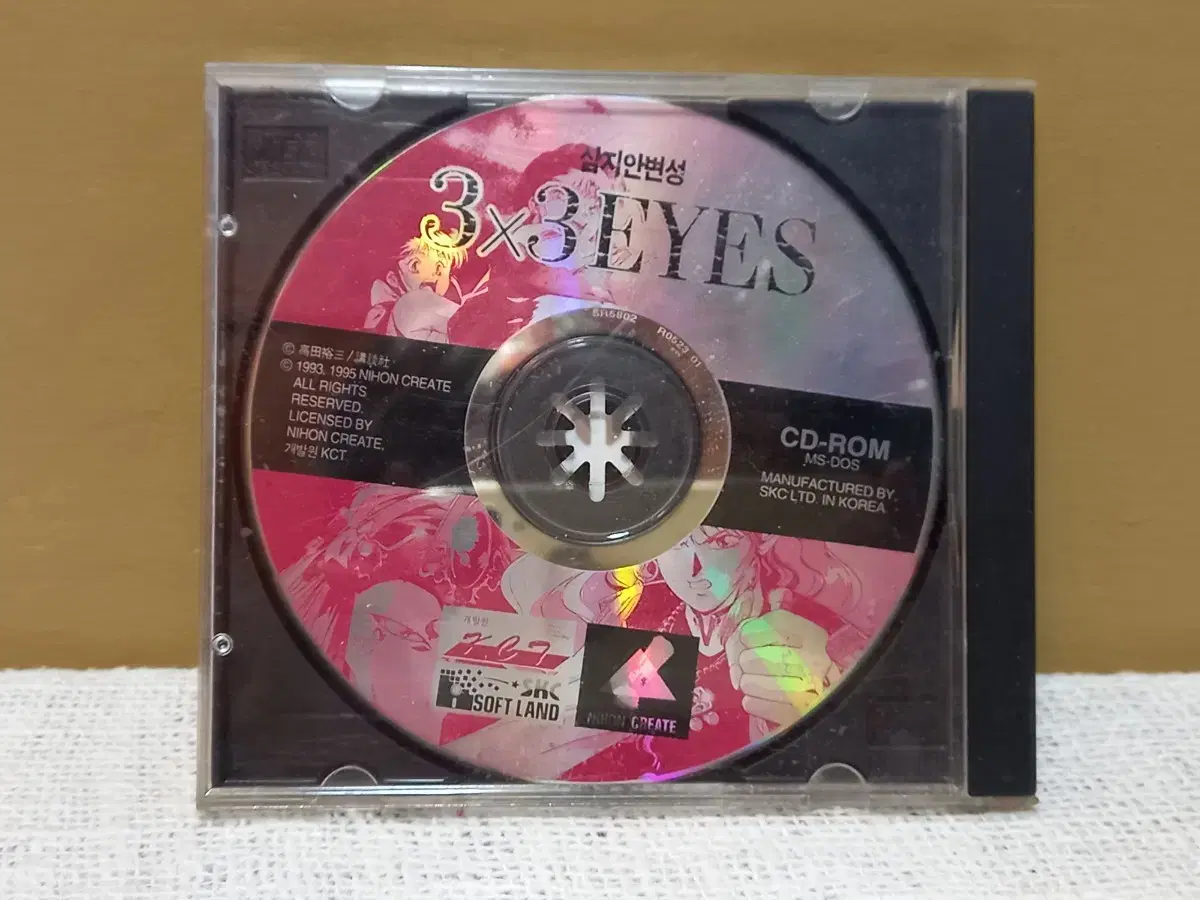 삼지안변성
3×3EYES
SR5802 R0523 01
© 高田裕三/講談社
© 1993, 1995 NIHON CREATE
ALL RIGHTS
RESERVED.
LICENSED BY
NIHON CREATE,
개발원 KCT
CD-ROM
MS-DOS
MANUFACTURED BY
SKC LTD. IN KOREA
개발원
KCT
SKC
SOFT LAND
NIHON CREATE